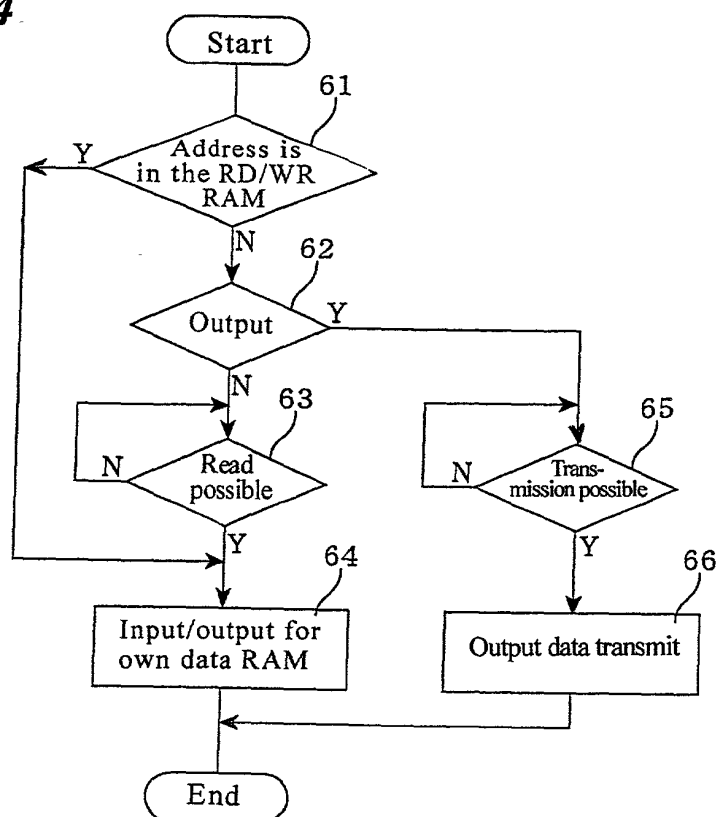 4
Start
61
Y
Address is
in the RD/WR
RAM
N
62
Output
Y
N
63
65
N
Read
possible
N
Trans-
mission possible
Y
Y
64
66
Input/output for
own data RAM
Output data transmit
End